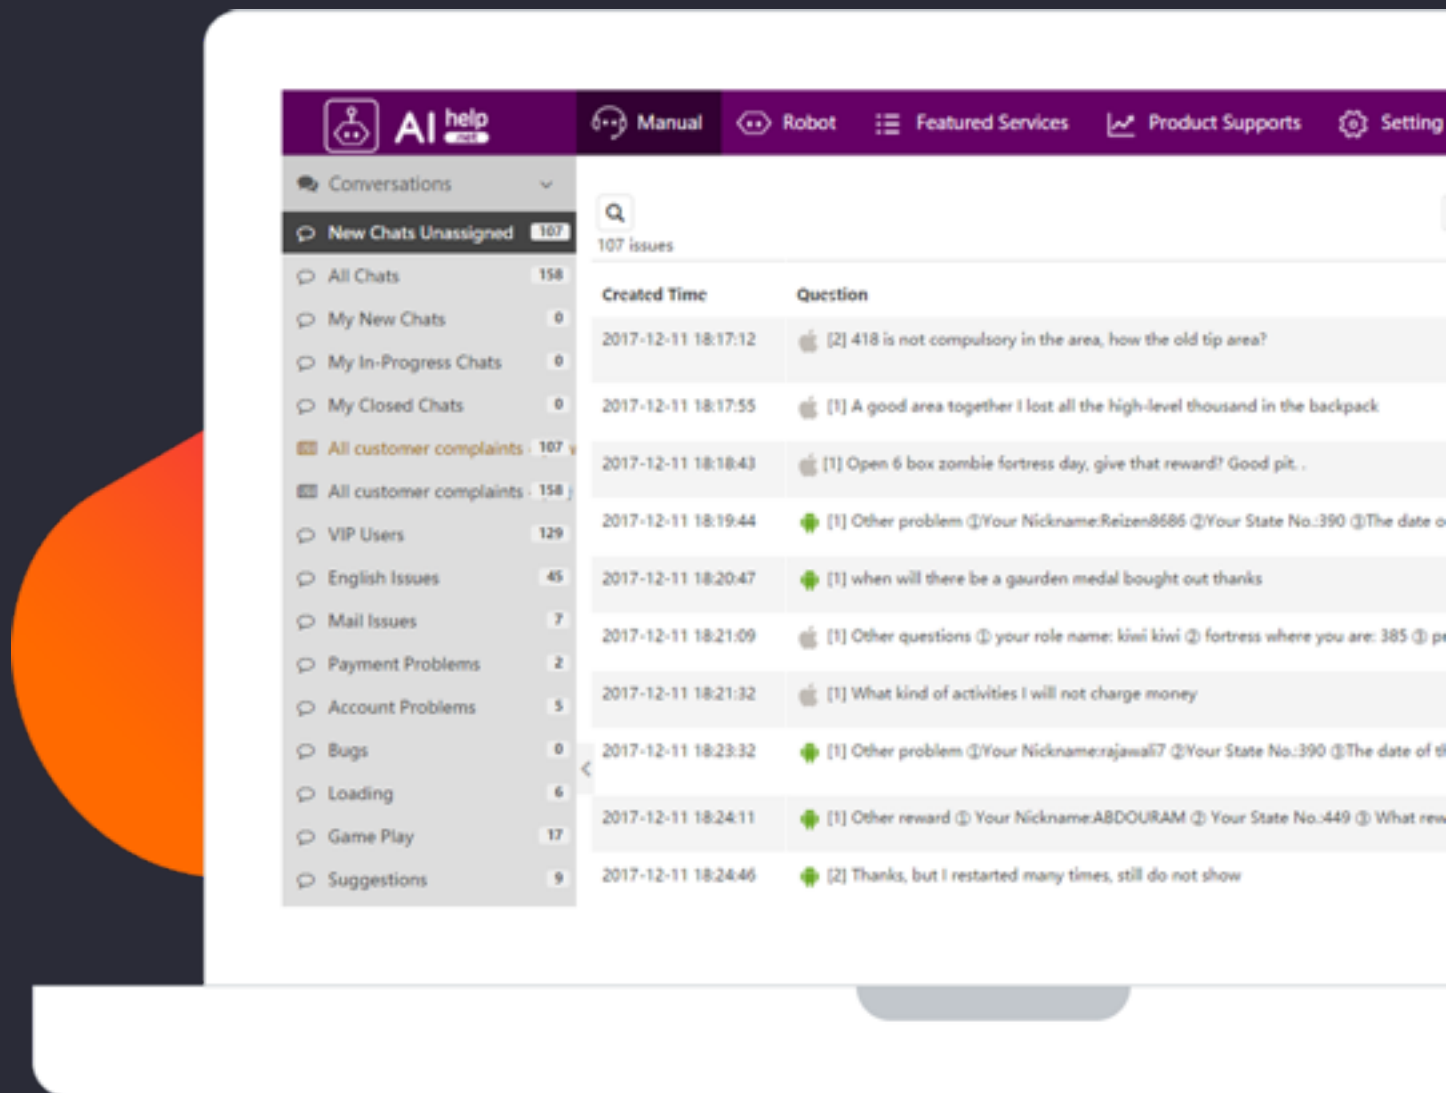 AI help .net
Manual
Robot
Featured Services
Product Supports
Setting
Conversations
New Chats Unassigned 107
All Chats 158
My New Chats 0
My In-Progress Chats 0
My Closed Chats 0
All customer complaints 107
All customer complaints 158
VIP Users 129
English Issues 45
Mail Issues 7
Payment Problems 2
Account Problems 5
Bugs 0
Loading 6
Game Play 17
Suggestions 9
107 issues
Created Time Question
2017-12-11 18:17:12 [2] 418 is not compulsory in the area, how the old tip area?
2017-12-11 18:17:55 [1] A good area together I lost all the high-level thousand in the backpack
2017-12-11 18:18:43 [1] Open 6 box zombie fortress day, give that reward? Good pit. .
2017-12-11 18:19:44 [1] Other problem ①Your Nickname:Reizen8686 ②Your State No.:390 ③The date
2017-12-11 18:20:47 [1] when will there be a gaurden medal bought out thanks
2017-12-11 18:21:09 [1] Other questions ① your role name: kiwi kiwi ② fortress where you are: 385 ③
2017-12-11 18:21:32 [1] What kind of activities I will not charge money
2017-12-11 18:23:32 [1] Other problem ①Your Nickname:rajawali7 ②Your State No.:390 ③The date of
2017-12-11 18:24:11 [1] Other reward ① Your Nickname:ABDOURAM ② Your State No.:449 ③ What
2017-12-11 18:24:46 [2] Thanks, but I restarted many times, still do not show